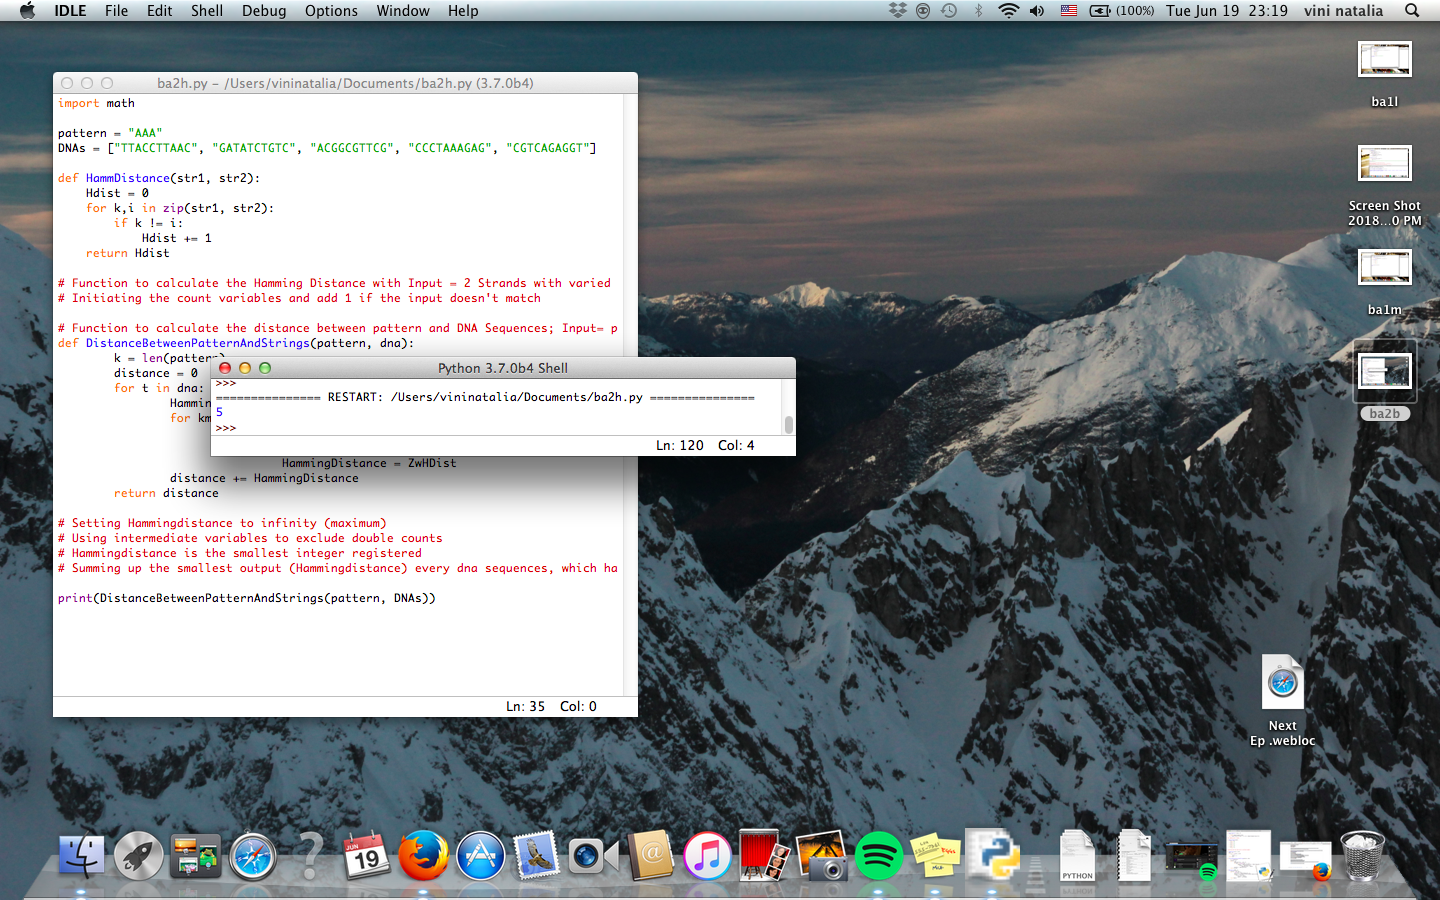 IDLE File Edit Shell Debug Options Window Help (100%) Tue Jun 19 23:19 vini natalia
ba2h.py – /Users/vininatalia/Documents/ba2h.py (3.7.0b4)
import math
pattern = "AAA"
DNAs = ["TTACCTTAAC", "GATATCTGTC", "ACGGCGTTCG", "CCCTAAAGAG", "CGTCAGAGGT"]
def HammDistance(str1, str2):
Hdist = 0
for k,i in zip(str1, str2):
if k != i:
Hdist += 1
return Hdist
# Function to calculate the Hamming Distance with Input = 2 Strands with varied
# Initiating the count variables and add 1 if the input doesn't match
# Function to calculate the distance between pattern and DNA Sequences; Input= p
def DistanceBetweenPatternAndStrings(pattern, dna):
k = len(pattern)
distance = 0
for t in dna:
Hamming
for km
HammingDistance = ZwHDist
distance += HammingDistance
return distance
# Setting Hammingdistance to infinity (maximum)
# Using intermediate variables to exclude double counts
# Hammingdistance is the smallest integer registered
# Summing up the smallest output (Hammingdistance) every dna sequences, which ha
print(DistanceBetweenPatternAndStrings(pattern, DNAs))
Ln: 35 Col: 0
Python 3.7.0b4 Shell
>>>
=============== RESTART: /Users/vininatalia/Documents/ba2h.py ===============
5
>>>
Ln: 120 Col: 4
ba1l
Screen Shot
2018...0 PM
ba1m
ba2b
Next
Ep .webloc
JUN
19
PYTHON